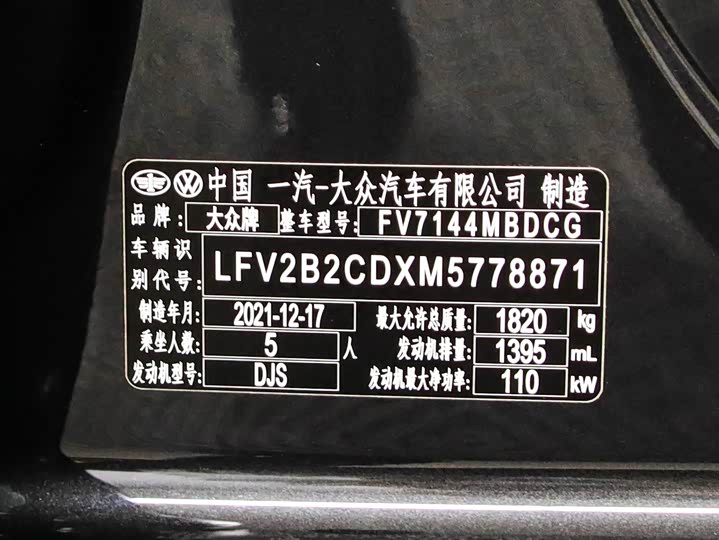 中国 一汽-大众汽车有限公司 制造
品牌: 大众牌 整车型号: FV7144MBDCG
车辆识别代号: LFV2B2CDXM5778871
制造年月: 2021-12-17 最大允许总质量: 1820 kg
乘坐人数: 5 人 发动机排量: 1395 mL
发动机型号: DJS 发动机最大净功率: 110 kW